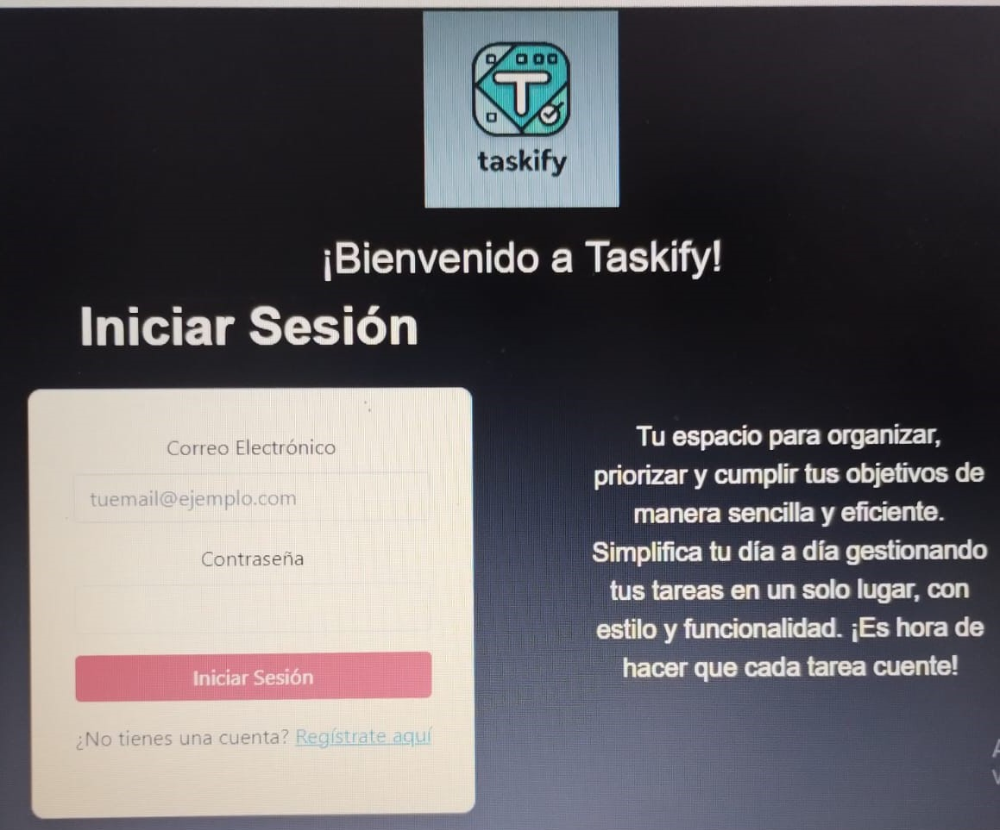 taskify
¡Bienvenido a Taskify!
Iniciar Sesión
Correo Electrónico
tuemail@ejemplo.com
Contraseña
Iniciar Sesión
¿No tienes una cuenta? Regístrate aquí
Tu espacio para organizar,
priorizar y cumplir tus objetivos de
manera sencilla y eficiente.
Simplifica tu día a día gestionando
tus tareas en un solo lugar, con
estilo y funcionalidad. ¡Es hora de
hacer que cada tarea cuente!